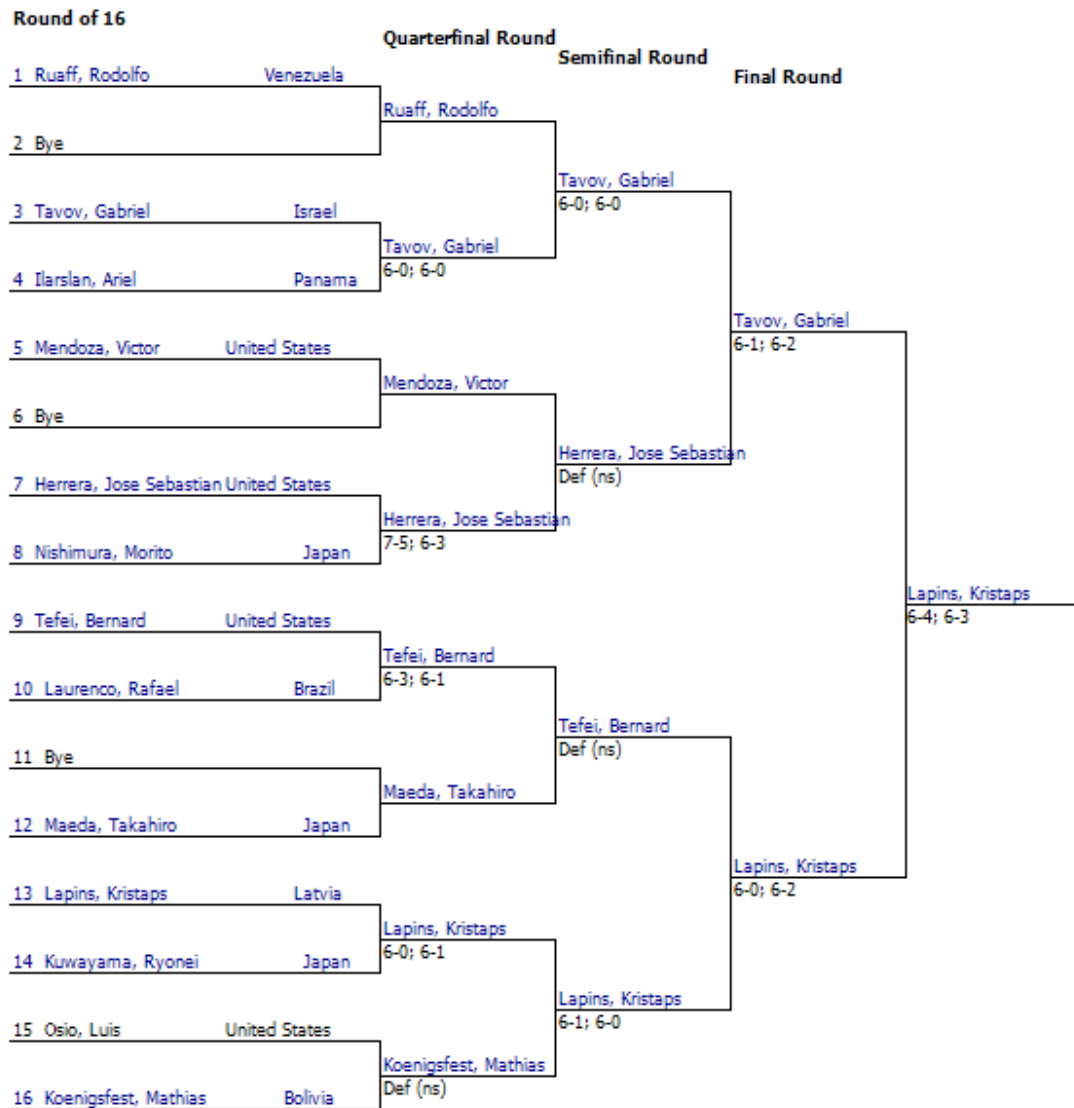 Round of 16
Quarterfinal Round
Semifinal Round
Final Round
1 Ruaff, Rodolfo Venezuela
Ruaff, Rodolfo
2 Bye
Tavov, Gabriel
6-0; 6-0
3 Tavov, Gabriel Israel
Tavov, Gabriel
6-0; 6-0
4 Ilarslan, Ariel Panama
Tavov, Gabriel
6-1; 6-2
5 Mendoza, Victor United States
Mendoza, Victor
6 Bye
Herrera, Jose Sebastian
Def (ns)
7 Herrera, Jose Sebastian United States
Herrera, Jose Sebastian
7-5; 6-3
8 Nishimura, Morito Japan
Lapins, Kristaps
6-4; 6-3
9 Tefei, Bernard United States
Tefei, Bernard
6-3; 6-1
10 Laurenco, Rafael Brazil
Tefei, Bernard
Def (ns)
11 Bye
Maeda, Takahiro
12 Maeda, Takahiro Japan
Lapins, Kristaps
6-0; 6-2
13 Lapins, Kristaps Latvia
Lapins, Kristaps
6-0; 6-1
14 Kuwayama, Ryonei Japan
Lapins, Kristaps
6-1; 6-0
15 Osio, Luis United States
Koenigsfest, Mathias
Def (ns)
16 Koenigsfest, Mathias Bolivia